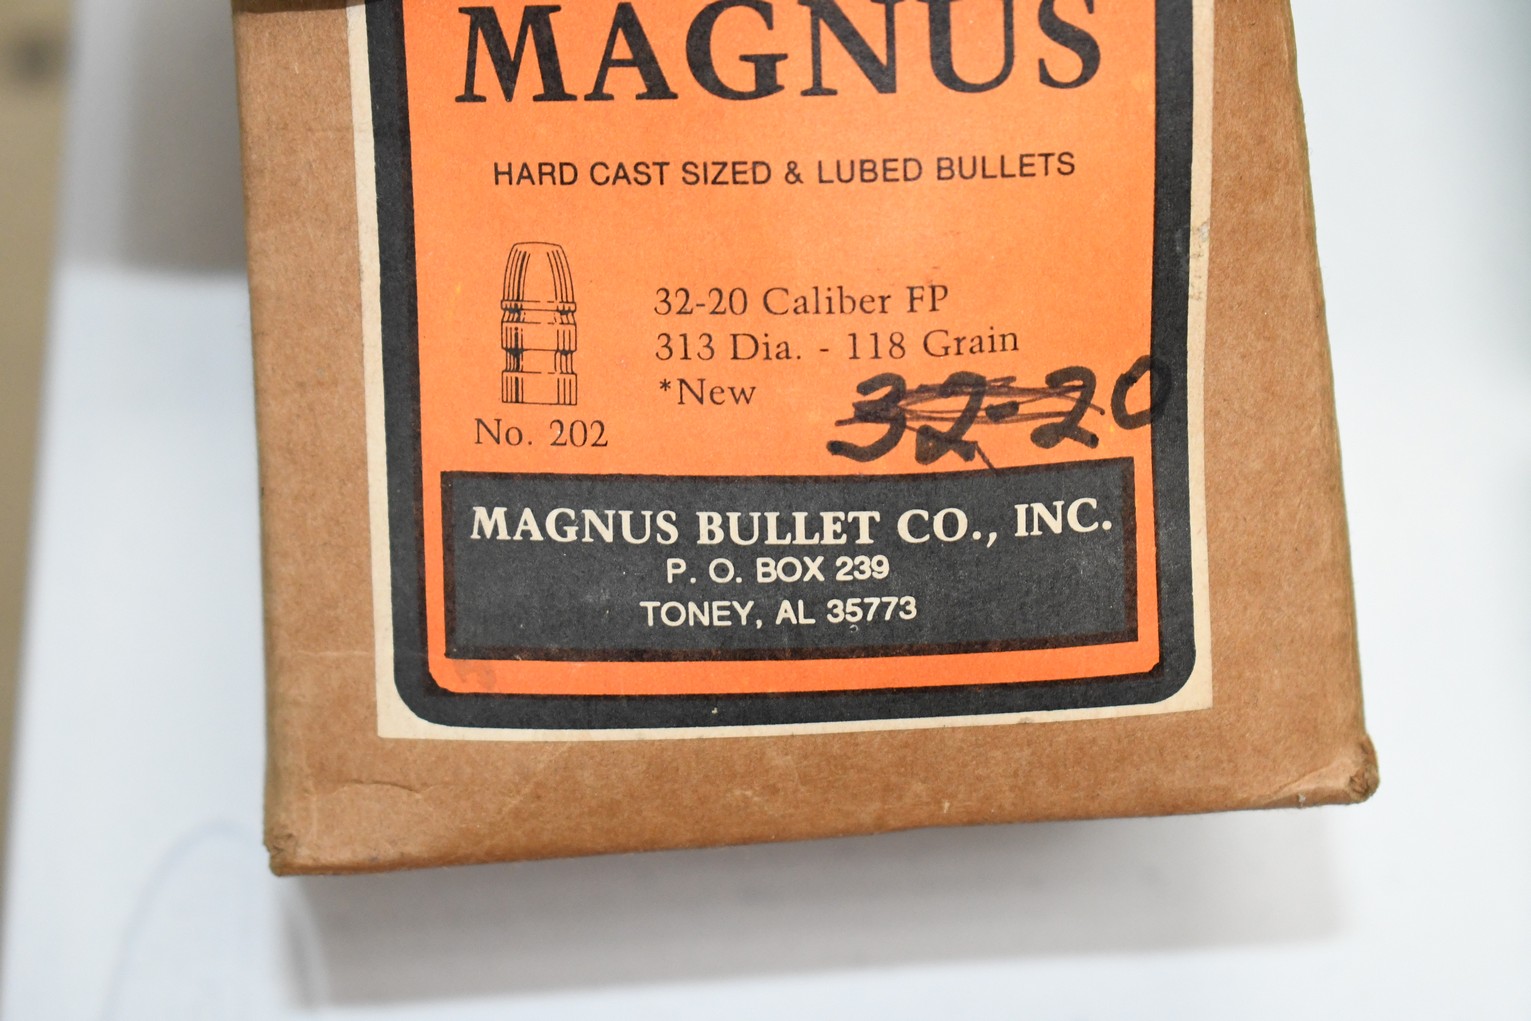 MAGNUS
HARD CAST SIZED & LUBED BULLETS
32-20 Caliber FP
313 Dia. - 118 Grain
*New
32-20
No. 202
MAGNUS BULLET CO., INC.
P. O. BOX 239
TONEY, AL 35773